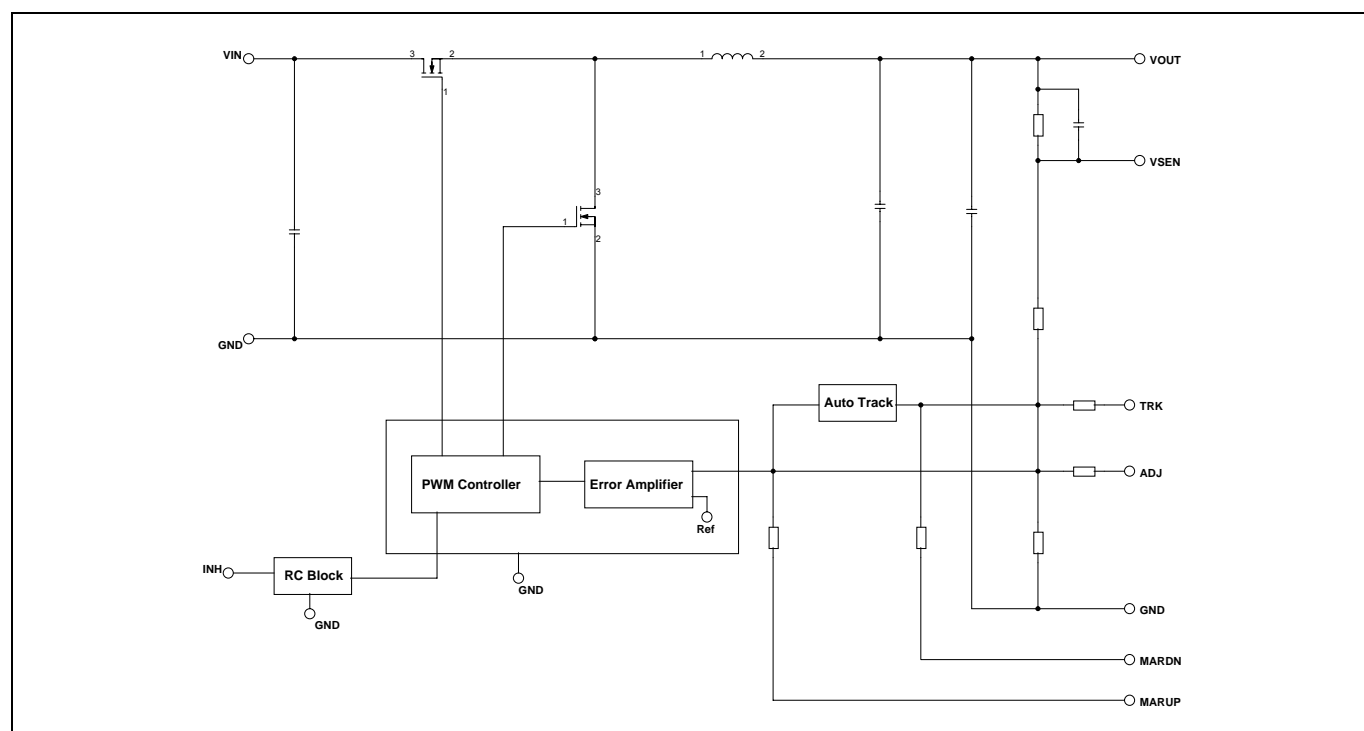 VIN
3
2
1
2
VOUT
1
VSEN
3
1
2
GND
Auto Track
TRK
ADJ
PWM Controller
Error Amplifier
Ref
INH
RC Block
GND
GND
GND
MARDN
MARUP